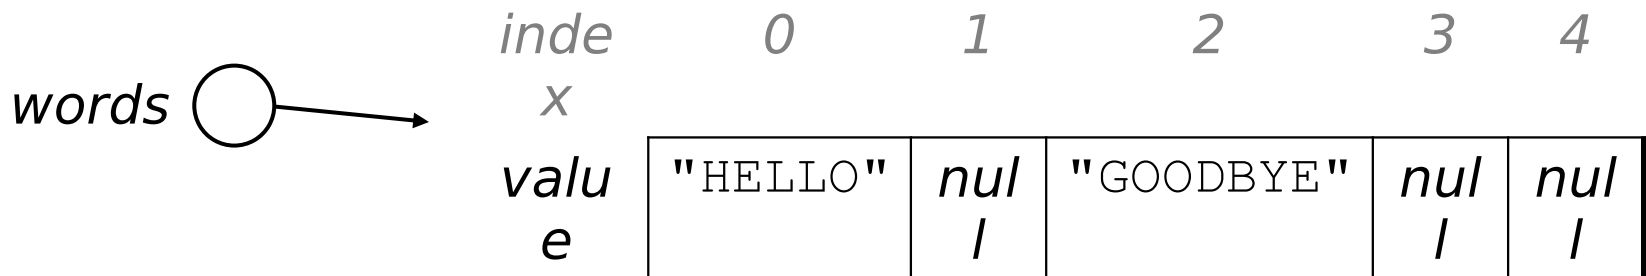 inde 0 1 2 3 4
x
words
valu "HELLO" nul "GOODBYE" nul nul
e l l l